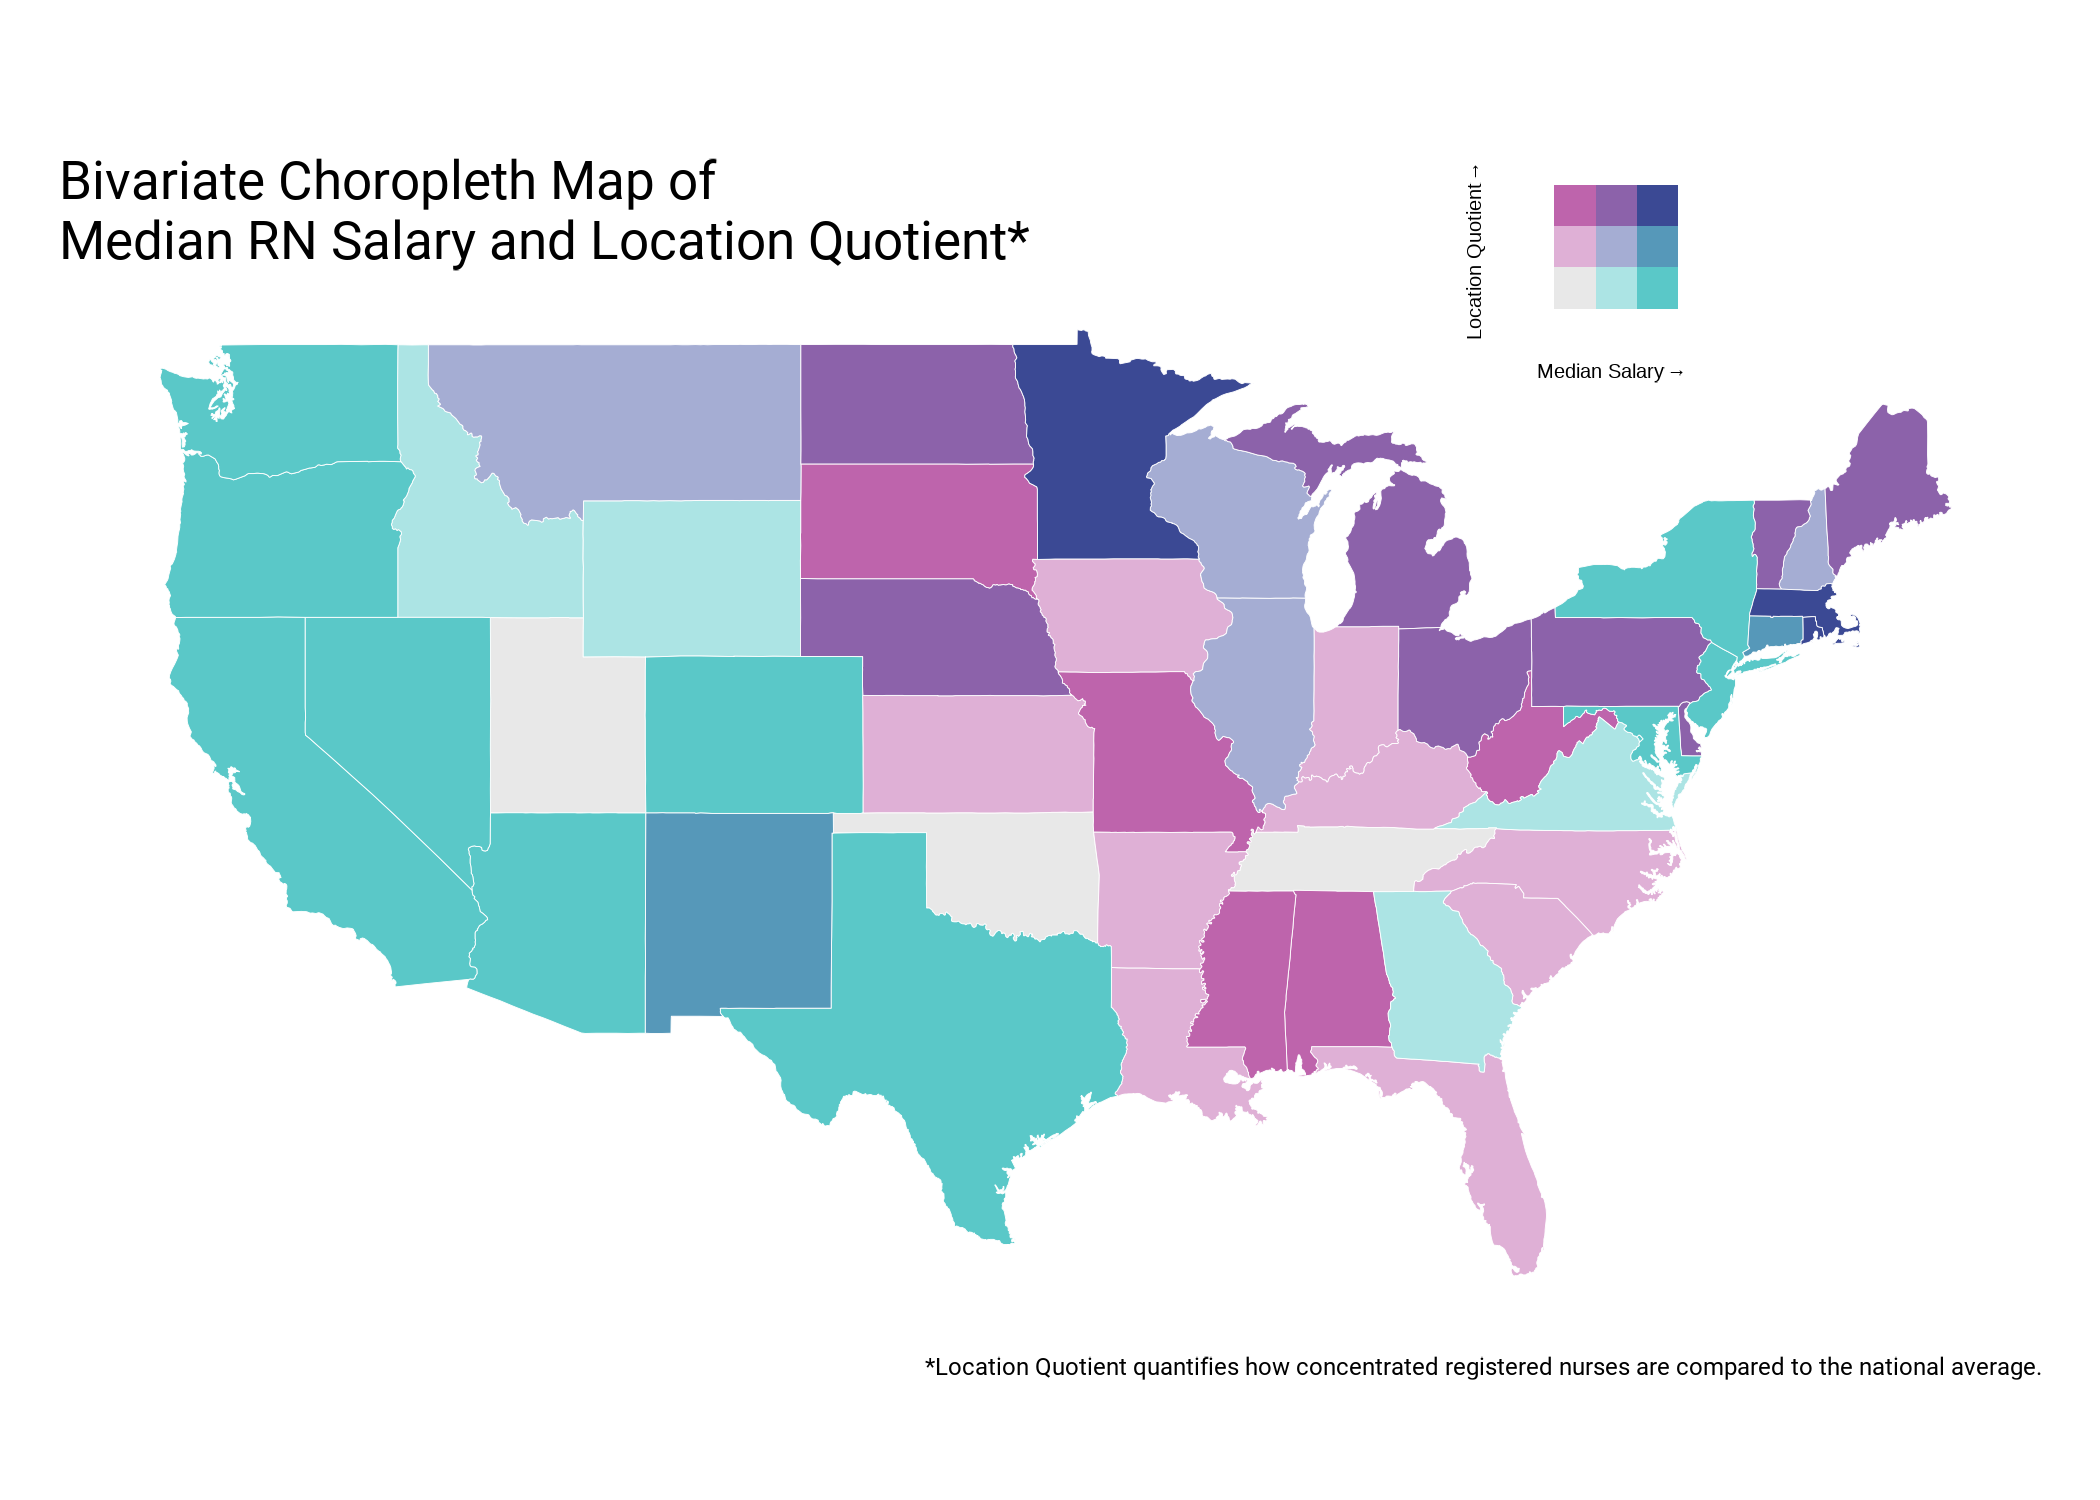 Bivariate Choropleth Map of
Median RN Salary and Location Quotient*
Location Quotient →
Median Salary →
*Location Quotient quantifies how concentrated registered nurses are compared to the national average.